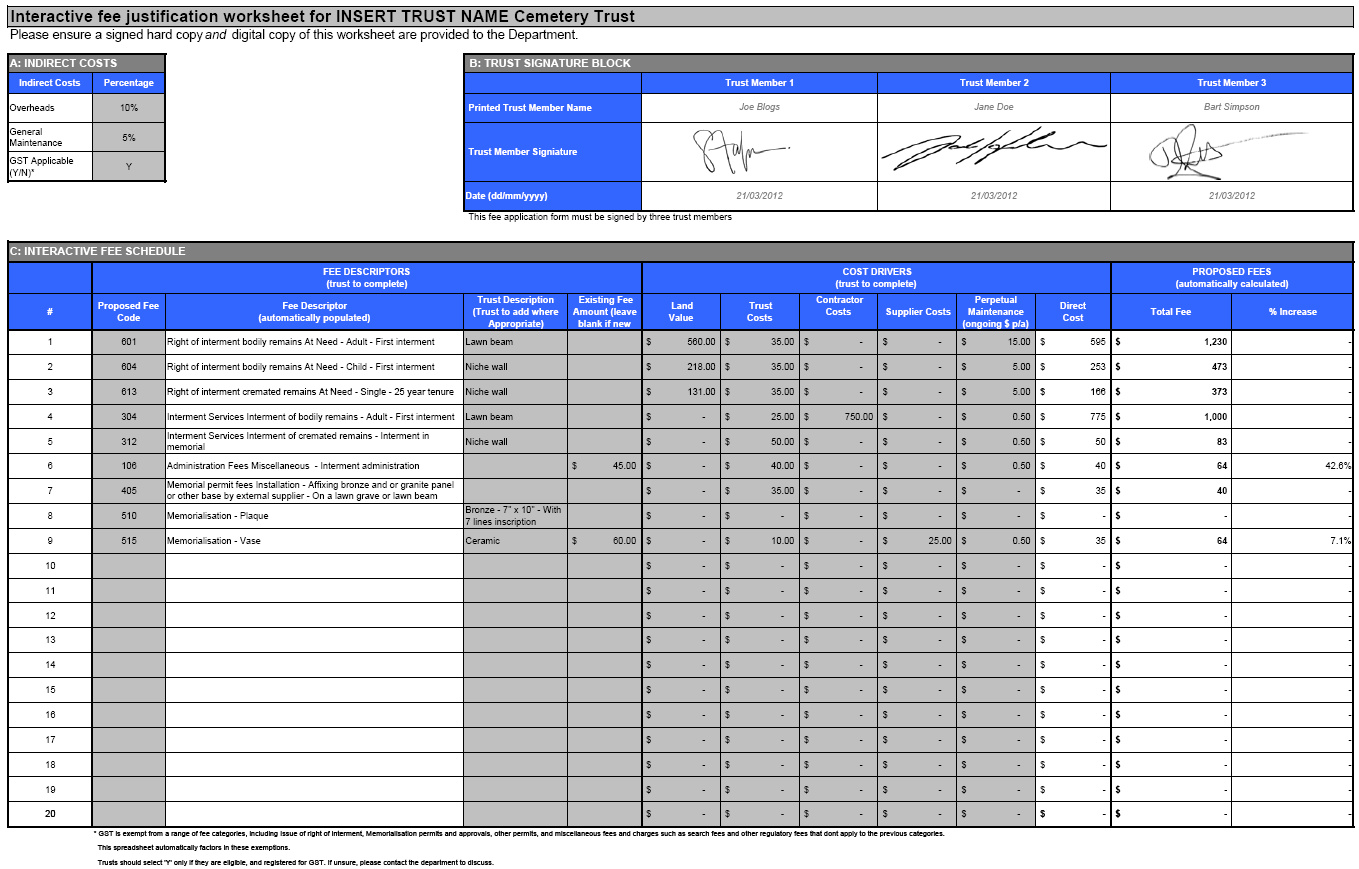 Interactive fee justification worksheet for INSERT TRUST NAME Cemetery Trust
Please ensure a signed hard copy and digital copy of this worksheet are provided to the Department.
A: INDIRECT COSTS
Indirect Costs Percentage
Overheads 10%
General Maintenance 5%
GST Applicable (Y/N)* Y
B: TRUST SIGNATURE BLOCK
Trust Member 1 Trust Member 2 Trust Member 3
Printed Trust Member Name Joe Blogs Jane Doe Bart Simpson
Trust Member Signature
Date (dd/mm/yyyy) 21/03/2012 21/03/2012 21/03/2012
This fee application form must be signed by three trust members
C: INTERACTIVE FEE SCHEDULE
FEE DESCRIPTORS COST DRIVERS PROPOSED FEES
(trust to complete) (trust to complete) (automatically calculated)
# Proposed Fee Code Fee Descriptor (automatically populated) Trust Description (Trust to add where Appropriate) Existing Fee Amount (leave blank if new Land Value Trust Costs Contractor Costs Supplier Costs Perpetual Maintenance (ongoing $ p/a) Direct Cost Total Fee % Increase
1 601 Right of interment bodily remains At Need - Adult - First interment Lawn beam $ 560.00 $ 35.00 $ - $ - $ 15.00 $ 595 $ 1,230 -
2 604 Right of interment bodily remains At Need - Child - First interment Niche wall $ 218.00 $ 35.00 $ - $ - $ 5.00 $ 253 $ 473 -
3 613 Right of interment cremated remains At Need - Single - 25 year tenure Niche wall $ 131.00 $ 35.00 $ - $ - $ 5.00 $ 166 $ 373 -
4 304 Interment Services Interment of bodily remains - Adult - First interment Lawn beam $ - $ 25.00 $ 750.00 $ - $ 0.50 $ 775 $ 1,000 -
5 312 Interment Services Interment of cremated remains - Interment in memorial Niche wall $ - $ 50.00 $ - $ - $ 0.50 $ 50 $ 83 -
6 106 Administration Fees Miscellaneous - Interment administration $ 45.00 $ - $ 40.00 $ - $ - $ 0.50 $ 40 $ 64 42.6%
7 405 Memorial permit fees Installation - Affixing bronze and or granite panel or other base by external supplier - On a lawn grave or lawn beam $ - $ 35.00 $ - $ - $ - $ 35 $ 40 -
8 510 Memorialisation - Plaque Bronze - 7" x 10" - With 7 lines inscription $ - $ - $ - $ - $ - $ - $ - -
9 515 Memorialisation - Vase Ceramic $ 60.00 $ - $ 10.00 $ - $ 25.00 $ 0.50 $ 35 $ 64 7.1%
10 $ - $ - $ - $ - $ - $ - $ - -
11 $ - $ - $ - $ - $ - $ - $ - -
12 $ - $ - $ - $ - $ - $ - $ - -
13 $ - $ - $ - $ - $ - $ - $ - -
14 $ - $ - $ - $ - $ - $ - $ - -
15 $ - $ - $ - $ - $ - $ - $ - -
16 $ - $ - $ - $ - $ - $ - $ - -
17 $ - $ - $ - $ - $ - $ - $ - -
18 $ - $ - $ - $ - $ - $ - $ - -
19 $ - $ - $ - $ - $ - $ - $ - -
20 $ - $ - $ - $ - $ - $ - $ - -
* GST is exempt from a range of fee categories, including issue of right of interment, Memorialisation permits and approvals, other permits, and miscellaneous fees and charges such as search fees and other regulatory fees that dont apply to the previous categories.
This spreadsheet automatically factors in these exemptions.
Trusts should select 'Y' only if they are eligible, and registered for GST. If unsure, please contact the department to discuss.